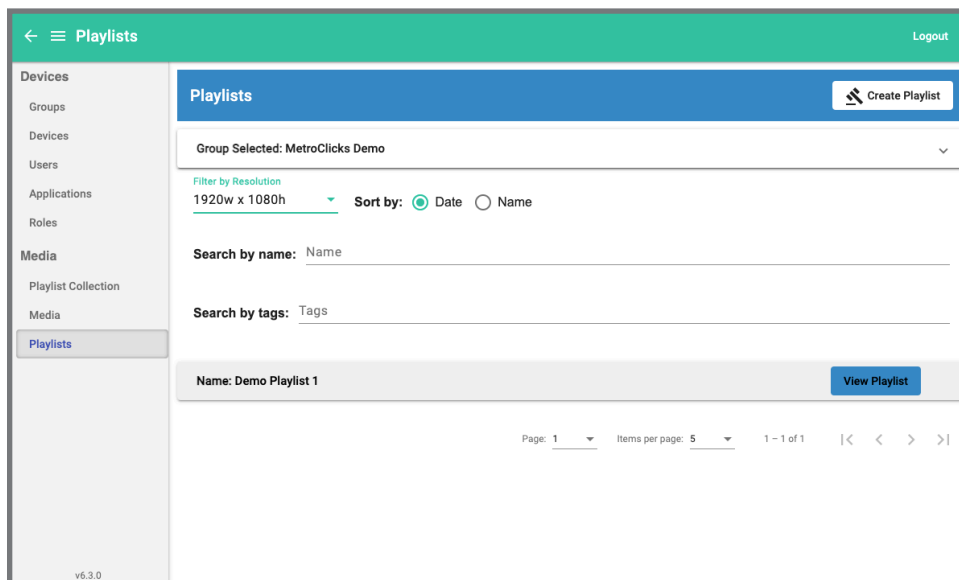 Playlists
Logout
Devices
Groups
Devices
Users
Applications
Roles
Media
Playlist Collection
Media
Playlists
v6.3.0
Playlists
Create Playlist
Group Selected: MetroClicks Demo
Filter by Resolution
1920w x 1080h
Sort by: Date Name
Search by name: Name
Search by tags: Tags
Name: Demo Playlist 1
View Playlist
Page: 1 Items per page: 5 1 – 1 of 1